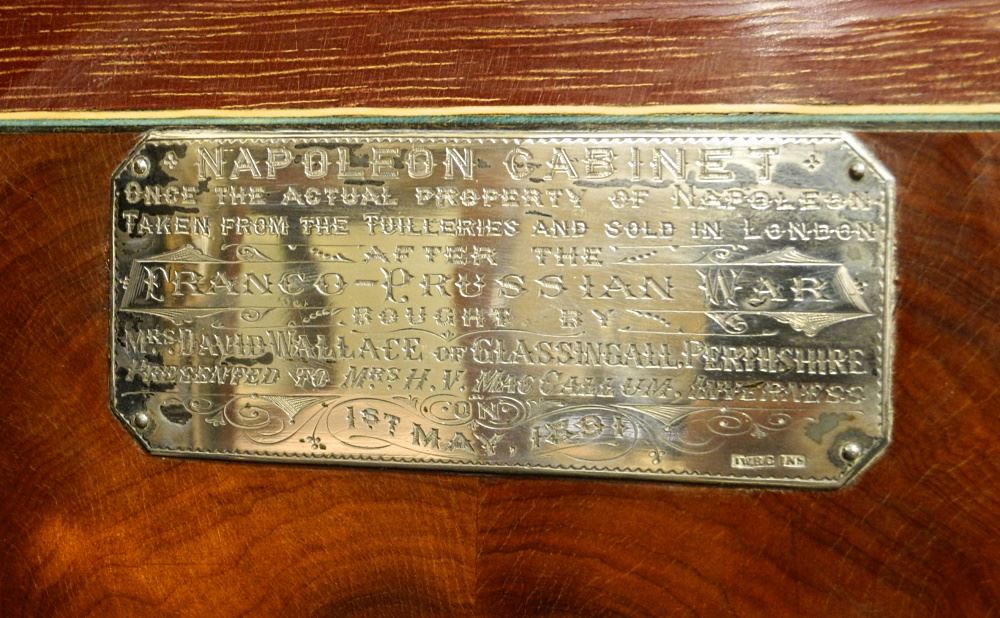 NAPOLEON CABINET
ONCE THE ACTUAL PROPERTY OF NAPOLEON
TAKEN FROM THE TUILLERIES AND SOLD IN LONDON
AFTER THE
FRANCO-PRUSSIAN WAR
BOUGHT BY
MRS. DAVID WALLACE OF GLASSINGALL, PERTHSHIRE
PRESENTED TO MRS H. V. MACCALLUM, INVERNESS
ON
1ST MAY, 1891